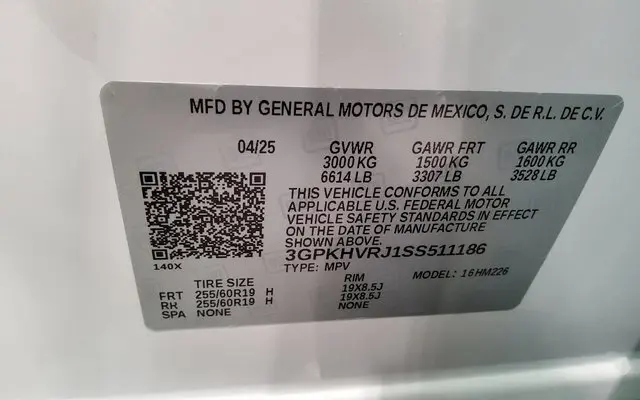 MFD BY GENERAL MOTORS DE MEXICO, S. DE R.L. DE C.V.
04/25 GVWR GAWR FRT GAWR RR
3000 KG 1500 KG 1600 KG
6614 LB 3307 LB 3528 LB
THIS VEHICLE CONFORMS TO ALL
APPLICABLE U.S. FEDERAL MOTOR
VEHICLE SAFETY STANDARDS IN EFFECT
ON THE DATE OF MANUFACTURE
SHOWN ABOVE.
3GPKHVRJ1SS511186
140X TYPE: MPV MODEL: 16HM226
TIRE SIZE RIM
FRT 255/60R19 H 19X8.5J
RR 255/60R19 H 19X8.5J
SPA NONE NONE